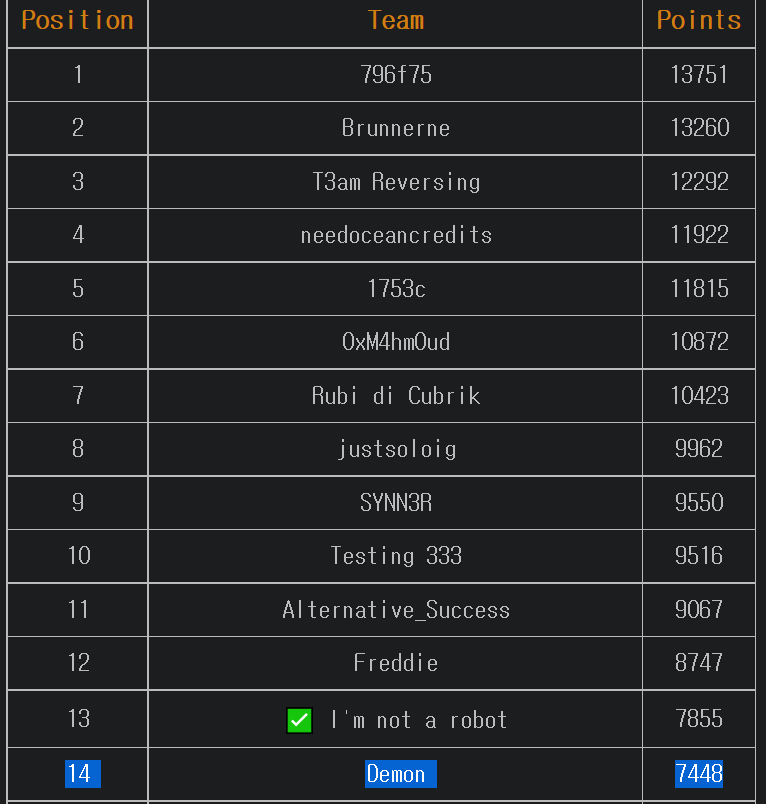 Position Team Points
1 796f75 13751
2 Brunnerne 13260
3 T3am Reversing 12292
4 needoceancredits 11922
5 1753c 11815
6 0xM4hm0ud 10872
7 Rubi di Cubrik 10423
8 justsoloig 9962
9 SYNN3R 9550
10 Testing 333 9516
11 Alternative_Success 9067
12 Freddie 8747
13 ✅ I'm not a robot 7855
14 Demon 7448